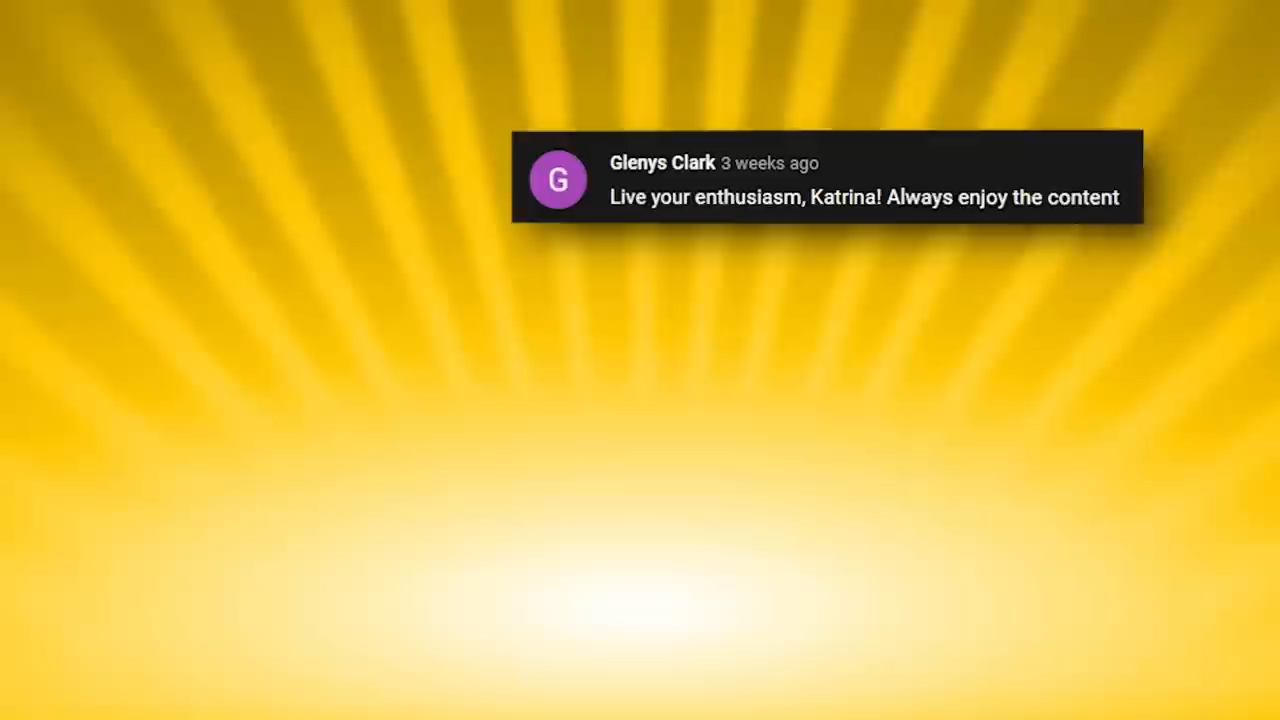 G
Glenys Clark 3 weeks ago
Live your enthusiasm, Katrina! Always enjoy the content